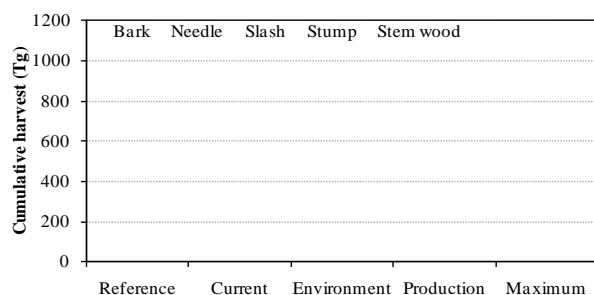 1200
Bark Needle Slash Stump Stem wood
1000
800
600
400
200
0
Cumulative harvest (Tg)
Reference Current Environment Production Maximum